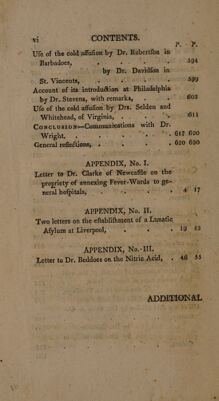 vi CONTENTS.
P. P.
Use of the cold affusion by Dr. Robertson in
Barbadoes, . . . . 594
by Dr. Davidson in
St. Vincents, . . . . 599
Account of its introduction at Philadelphia
by Dr. Stevens, with remarks, . . 602
Use of the cold affusion by Drs. Selden and
Whitehead, of Virginia, . . . 611
CONCLUSION—Communications with Dr.
Wright, . . . . 617 620
General reflections, . . . . 620 630
APPENDIX, No. I.
Letter to Dr. Clarke of Newcastle on the
propriety of annexing Fever-Wards to ge-
neral hospitals, . . . . 4 17
APPENDIX, No. II.
Two letters on the establishment of a Lunatic
Asylum at Liverpool, . . . 19 45
APPENDIX, No. III.
Letter to Dr. Beddoes on the Nitric Acid, . 48 55
ADDITIONAL